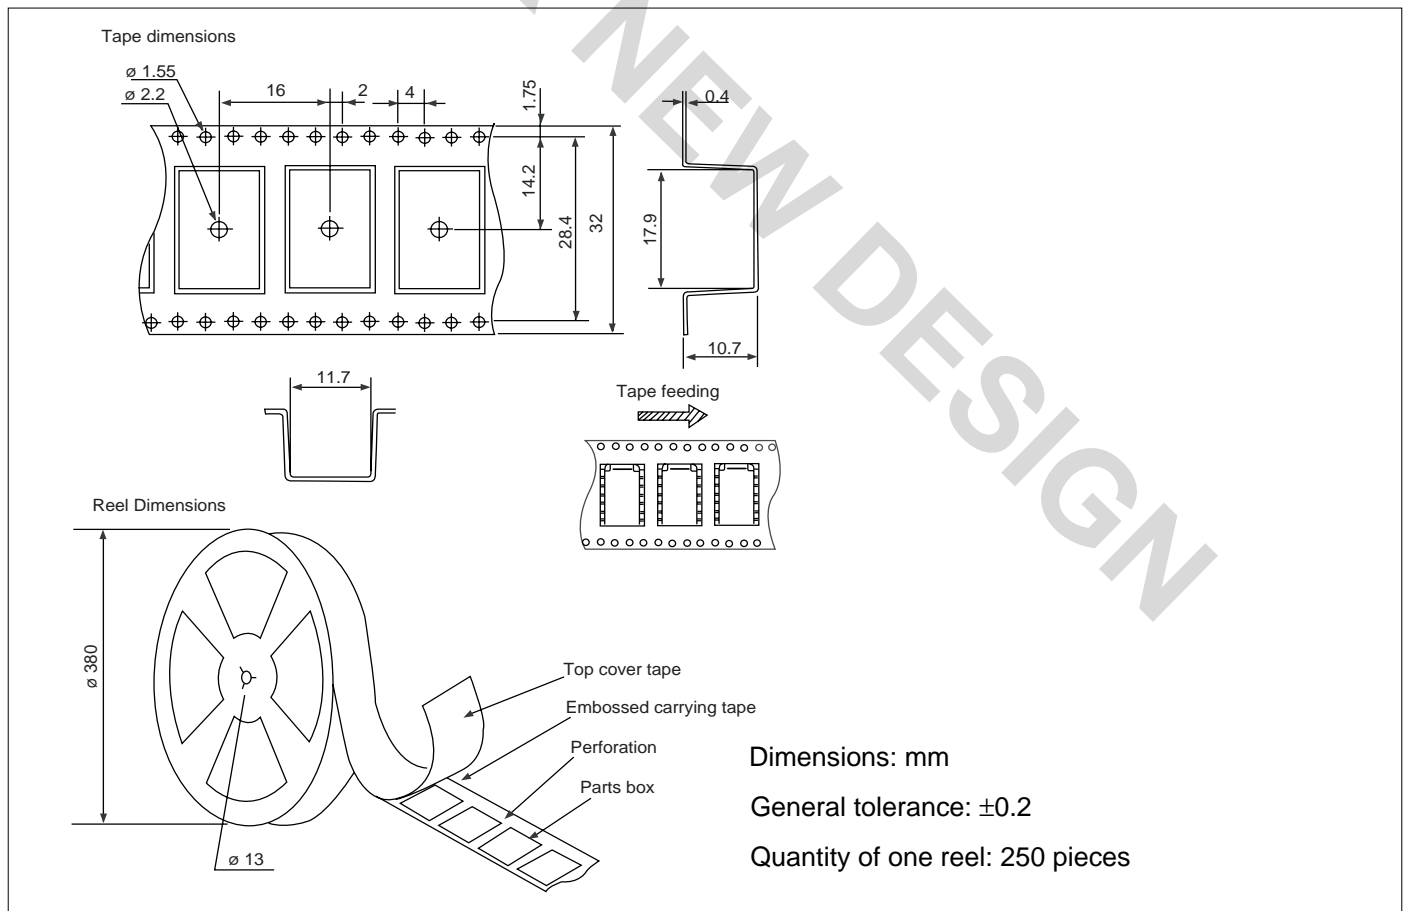 Tape dimensions
ø 1.55
ø 2.2
16
2
4
1.75
14.2
28.4
32
0.4
17.9
10.7
11.7
Tape feeding
Reel Dimensions
ø 380
ø 13
Top cover tape
Embossed carrying tape
Perforation
Parts box
Dimensions: mm
General tolerance: ±0.2
Quantity of one reel: 250 pieces
NEW DESIGN